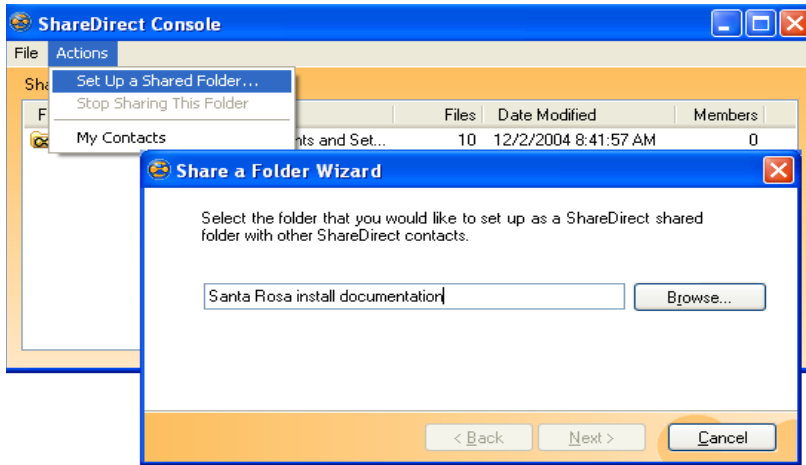 ShareDirect Console
File Actions
Set Up a Shared Folder...
Stop Sharing This Folder
My Contacts
Sha
F Files Date Modified Members
nts and Set... 10 12/2/2004 8:41:57 AM 0
Share a Folder Wizard
Select the folder that you would like to set up as a ShareDirect shared
folder with other ShareDirect contacts.
Santa Rosa install documentation
Browse...
< Back Next > Cancel